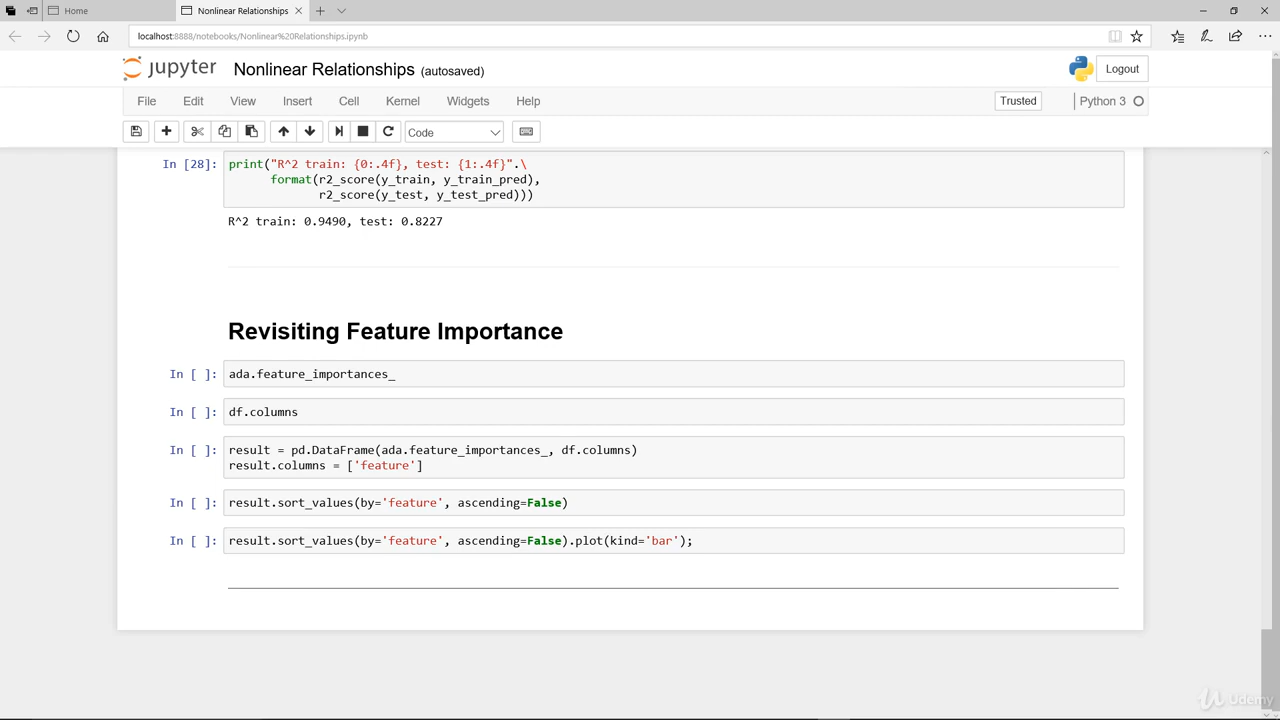 Home
Nonlinear Relationships
localhost:8888/notebooks/Nonlinear%20Relationships.ipynb
jupyter Nonlinear Relationships (autosaved)
Logout
File Edit View Insert Cell Kernel Widgets Help
Trusted
Python 3
Code
In [28]: print("R^2 train: {0:.4f}, test: {1:.4f}".\
format(r2_score(y_train, y_train_pred),
r2_score(y_test, y_test_pred)))
R^2 train: 0.9490, test: 0.8227
Revisiting Feature Importance
In [ ]: ada.feature_importances_
In [ ]: df.columns
In [ ]: result = pd.DataFrame(ada.feature_importances_, df.columns)
result.columns = ['feature']
In [ ]: result.sort_values(by='feature', ascending=False)
In [ ]: result.sort_values(by='feature', ascending=False).plot(kind='bar');
Udemy